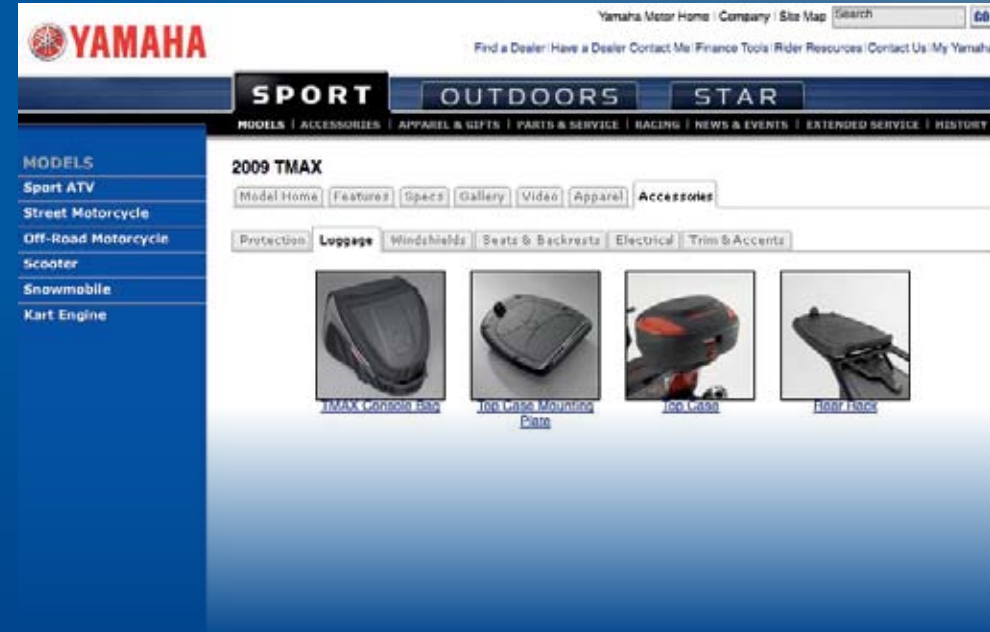 Yamaha Motor Home | Company | Site Map Search GO
YAMAHA
Find a Dealer | Have a Dealer Contact Me | Finance Tools | Rider Resources | Contact Us | My Yamaha
SPORT OUTDOORS STAR
MODELS | ACCESSORIES | APPAREL & GIFTS | PARTS & SERVICE | RACING | NEWS & EVENTS | EXTENDED SERVICE | HISTORY
MODELS
Sport ATV
Street Motorcycle
Off-Road Motorcycle
Scooter
Snowmobile
Kart Engine
2009 TMAX
Model Home Features Specs Gallery Video Apparel Accessories
Protection Luggage Windshields Seats & Backrests Electrical Trim & Accents
TMAX Console Bag Top Case Mounting Top Case Rear Rack
Plate